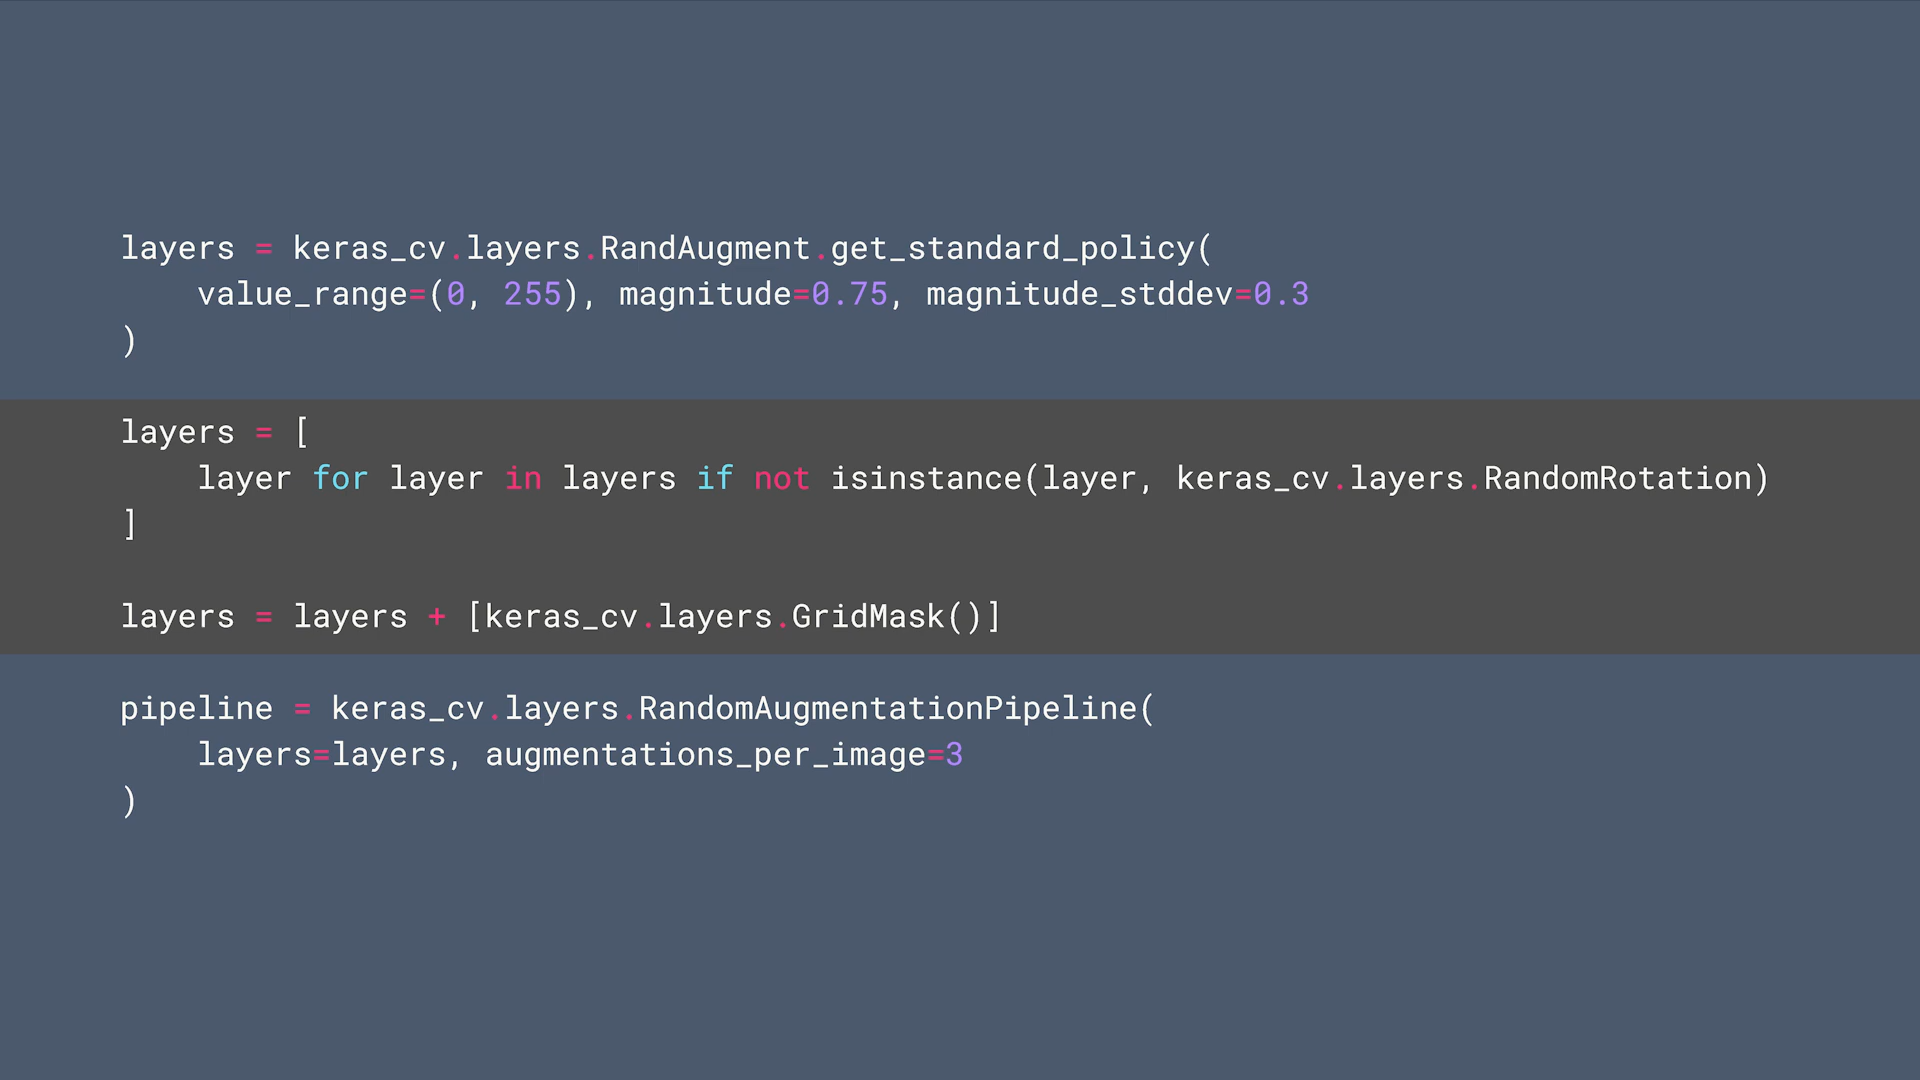 layers = keras_cv.layers.RandAugment.get_standard_policy(
    value_range=(0, 255), magnitude=0.75, magnitude_stddev=0.3
)
layers = [
    layer for layer in layers if not isinstance(layer, keras_cv.layers.RandomRotation)
]
layers = layers + [keras_cv.layers.GridMask()]
pipeline = keras_cv.layers.RandomAugmentationPipeline(
    layers=layers, augmentations_per_image=3
)